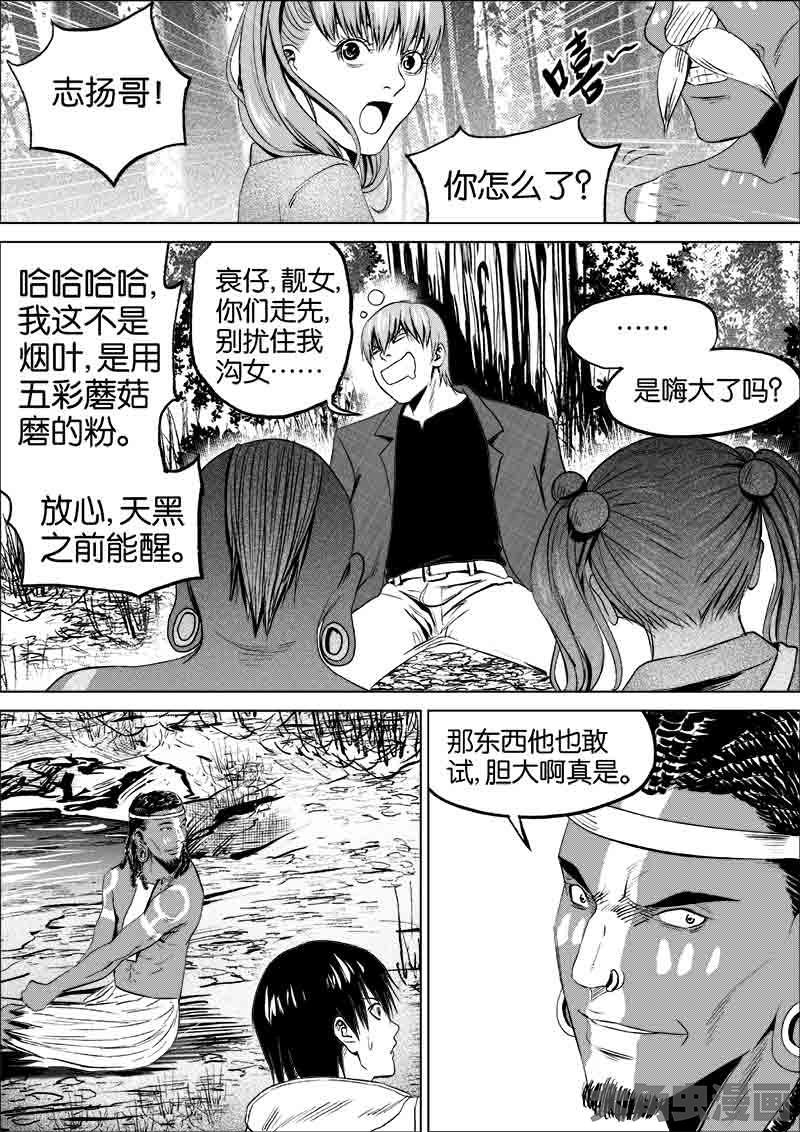 志扬哥!
嘻~
你怎么了?
哈哈哈哈,
我这不是
烟叶,是用
五彩蘑菇
磨的粉。
放心,天黑
之前能醒。
衰仔,靓女,
你们走先,
别扰住我
沟女……
……
是嗨大了吗?
那东西他也敢
试,胆大啊真是。